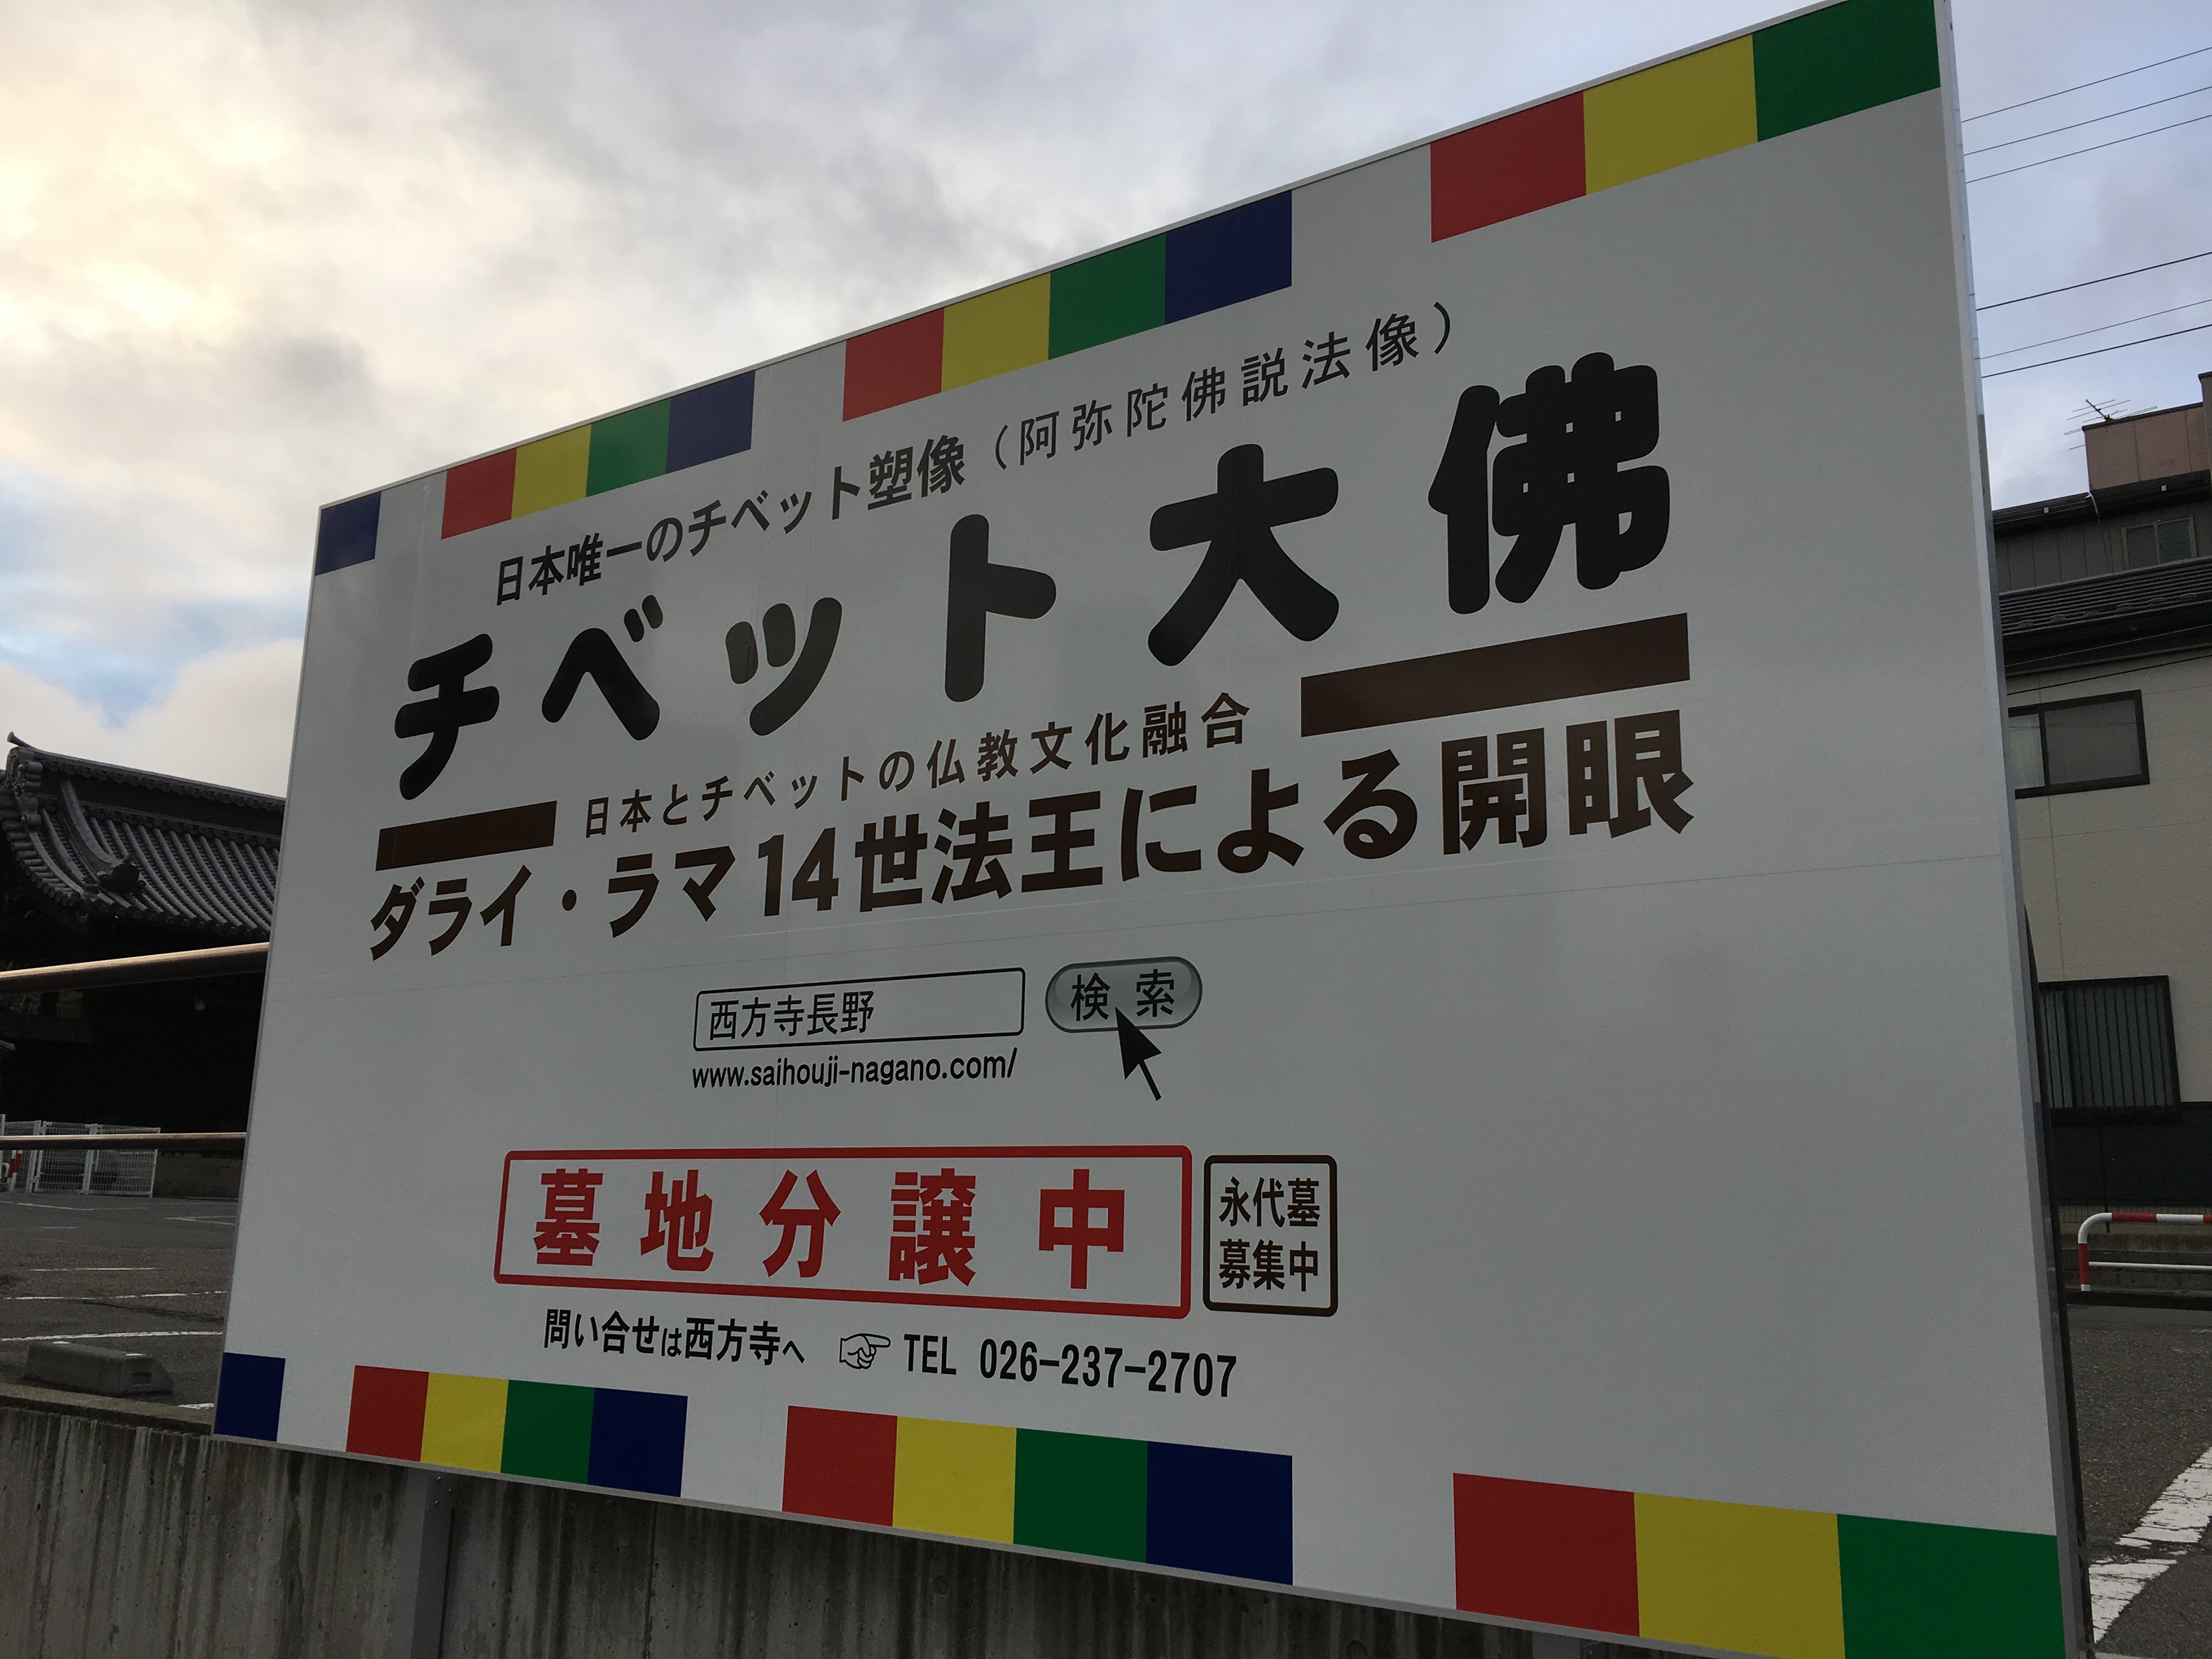 日本唯一のチベット塑像（阿弥陀佛説法像）
チベット大佛
日本とチベットの仏教文化融合
ダライ・ラマ14世法王による開眼
西方寺長野 検索
www.saihouji-nagano.com/
墓地分譲中
永代墓
募集中
問い合せは西方寺へ ☞ TEL 026-237-2707